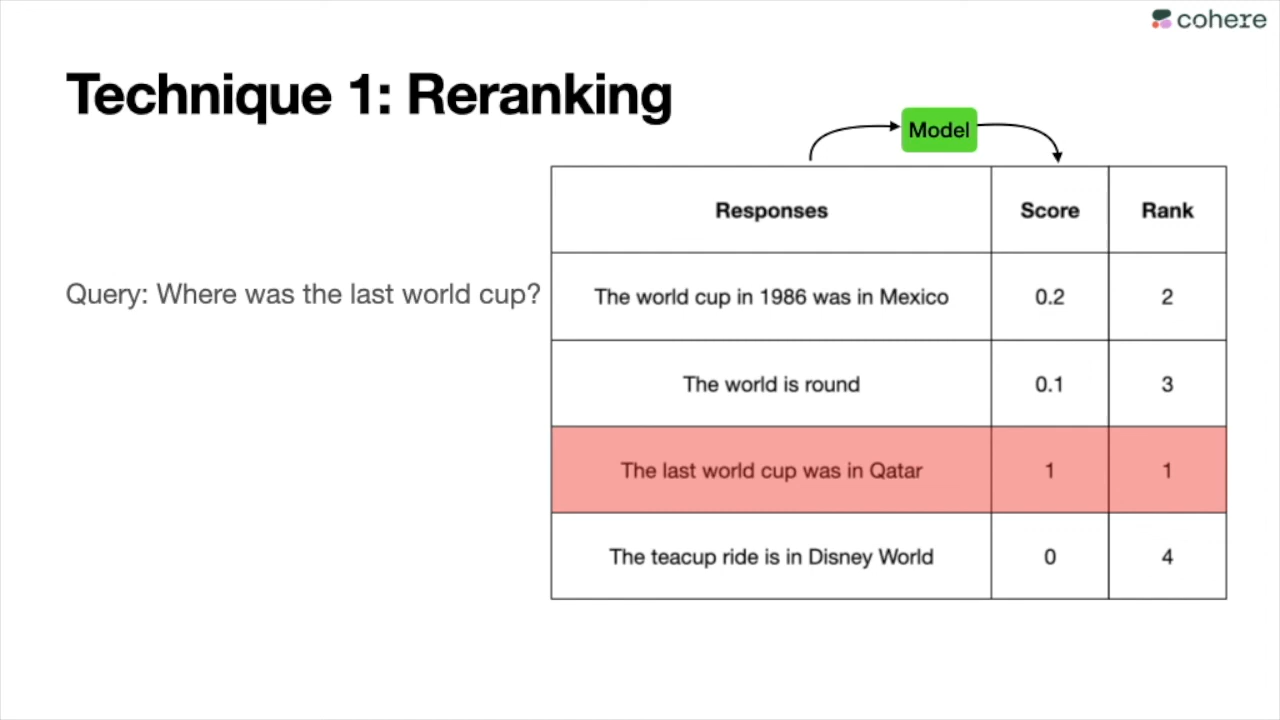 cohere
Technique 1: Reranking
Model
Responses Score Rank
Query: Where was the last world cup?
The world cup in 1986 was in Mexico 0.2 2
The world is round 0.1 3
The last world cup was in Qatar 1 1
The teacup ride is in Disney World 0 4